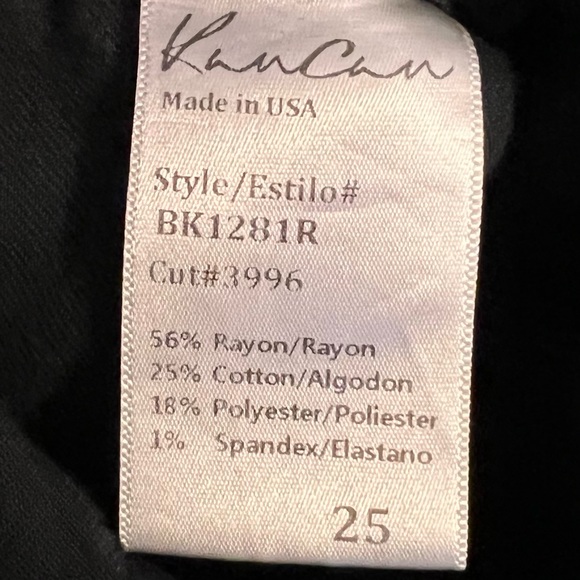 KanCan
Made in USA
Style/Estilo#
BK1281R
Cut#3996
56% Rayon/Rayon
25% Cotton/Algodon
18% Polyester/Poliester
1% Spandex/Elastano
25